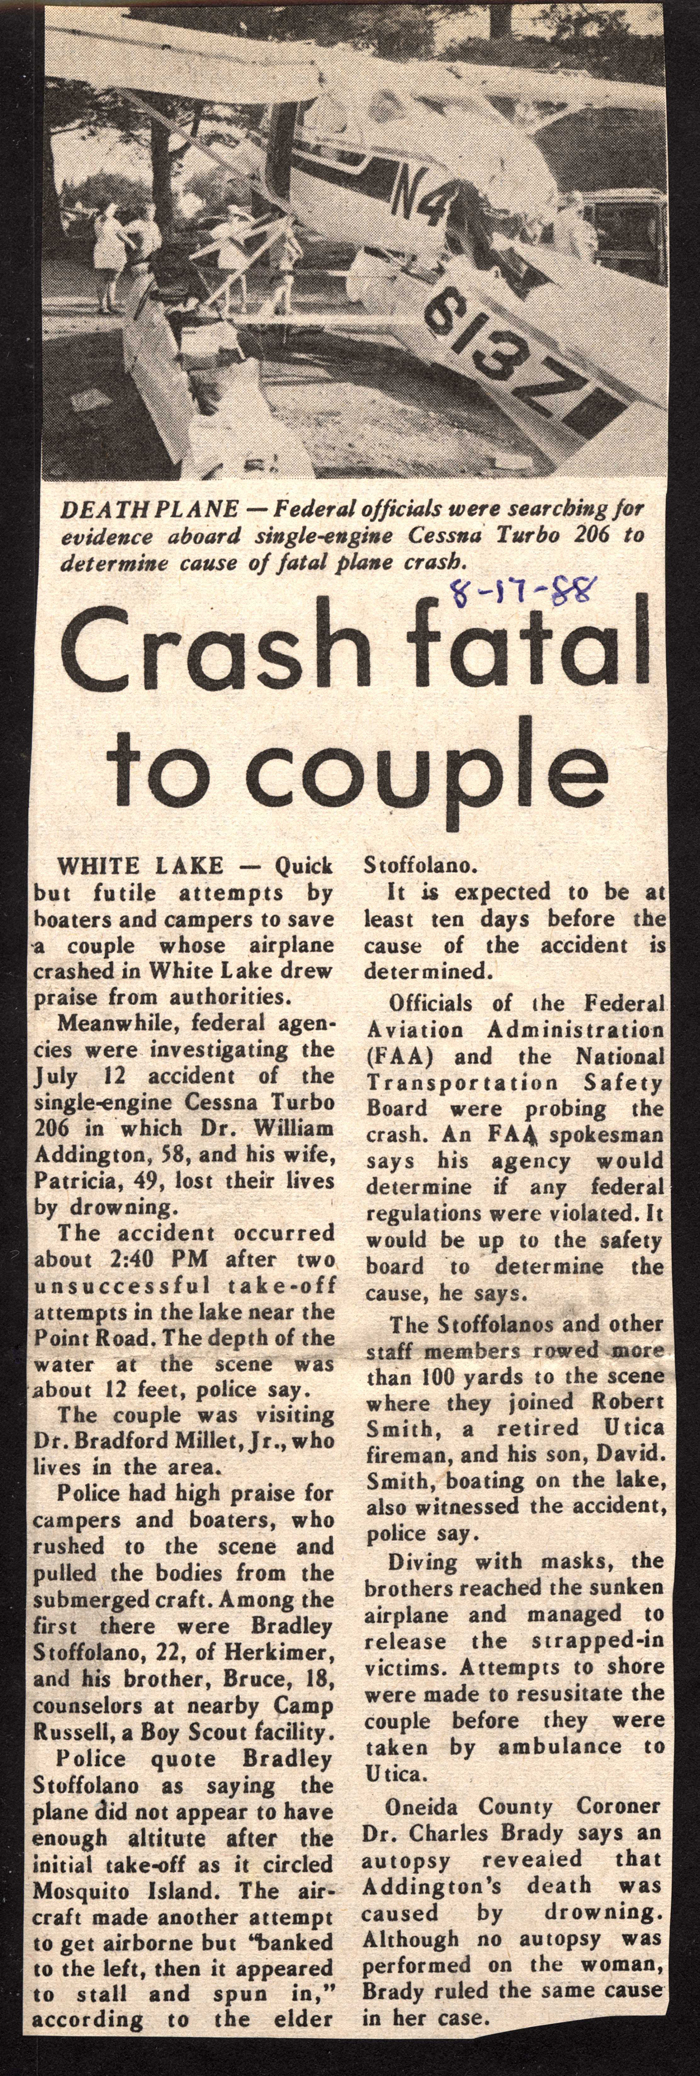 N4
613Z
DEATH PLANE — Federal officials were searching for
evidence aboard single-engine Cessna Turbo 206 to
determine cause of fatal plane crash.
8-17-88
Crash fatal
to couple
WHITE LAKE — Quick
but futile attempts by
boaters and campers to save
a couple whose airplane
crashed in White Lake drew
praise from authorities.
Meanwhile, federal agen-
cies were investigating the
July 12 accident of the
single-engine Cessna Turbo
206 in which Dr. William
Addington, 58, and his wife,
Patricia, 49, lost their lives
by drowning.
The accident occurred
about 2:40 PM after two
unsuccessful take-off
attempts in the lake near the
Point Road. The depth of the
water at the scene was
about 12 feet, police say.
The couple was visiting
Dr. Bradford Millet, Jr., who
lives in the area.
Police had high praise for
campers and boaters, who
rushed to the scene and
pulled the bodies from the
submerged craft. Among the
first there were Bradley
Stoffolano, 22, of Herkimer,
and his brother, Bruce, 18,
counselors at nearby Camp
Russell, a Boy Scout facility.
Police quote Bradley
Stoffolano as saying the
plane did not appear to have
enough altitute after the
initial take-off as it circled
Mosquito Island. The air-
craft made another attempt
to get airborne but "banked
to the left, then it appeared
to stall and spun in,"
according to the elder
Stoffolano.
It is expected to be at
least ten days before the
cause of the accident is
determined.
Officials of the Federal
Aviation Administration
(FAA) and the National
Transportation Safety
Board were probing the
crash. An FAA spokesman
says his agency would
determine if any federal
regulations were violated. It
would be up to the safety
board to determine the
cause, he says.
The Stoffolanos and other
staff members rowed more
than 100 yards to the scene
where they joined Robert
Smith, a retired Utica
fireman, and his son, David.
Smith, boating on the lake,
also witnessed the accident,
police say.
Diving with masks, the
brothers reached the sunken
airplane and managed to
release the strapped-in
victims. Attempts to shore
were made to resusitate the
couple before they were
taken by ambulance to
Utica.
Oneida County Coroner
Dr. Charles Brady says an
autopsy revealed that
Addington's death was
caused by drowning.
Although no autopsy was
performed on the woman,
Brady ruled the same cause
in her case.